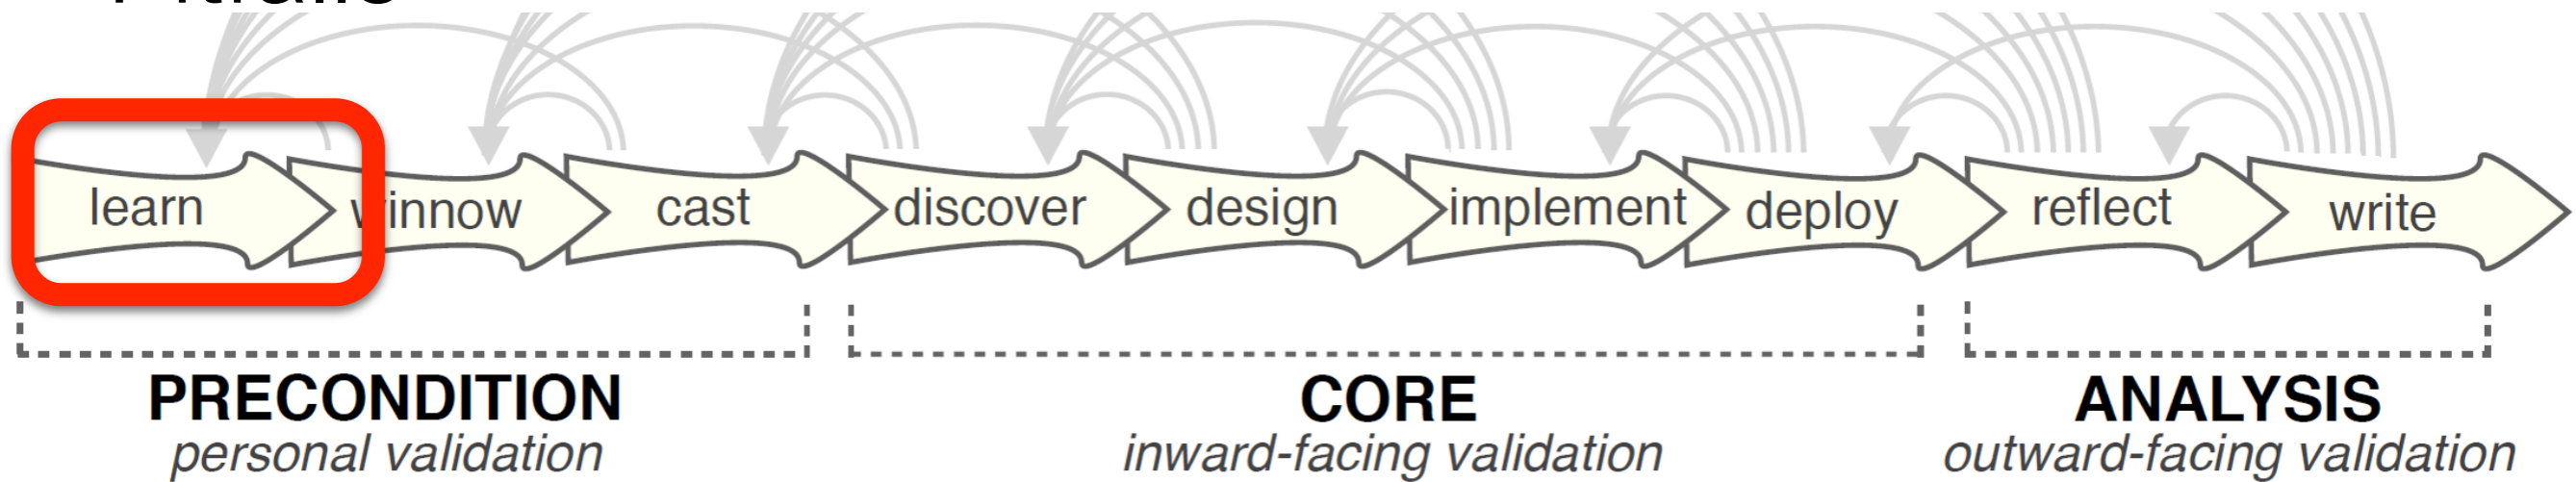 learn winnow cast discover design implement deploy reflect write
PRECONDITION CORE ANALYSIS
personal validation inward-facing validation outward-facing validation